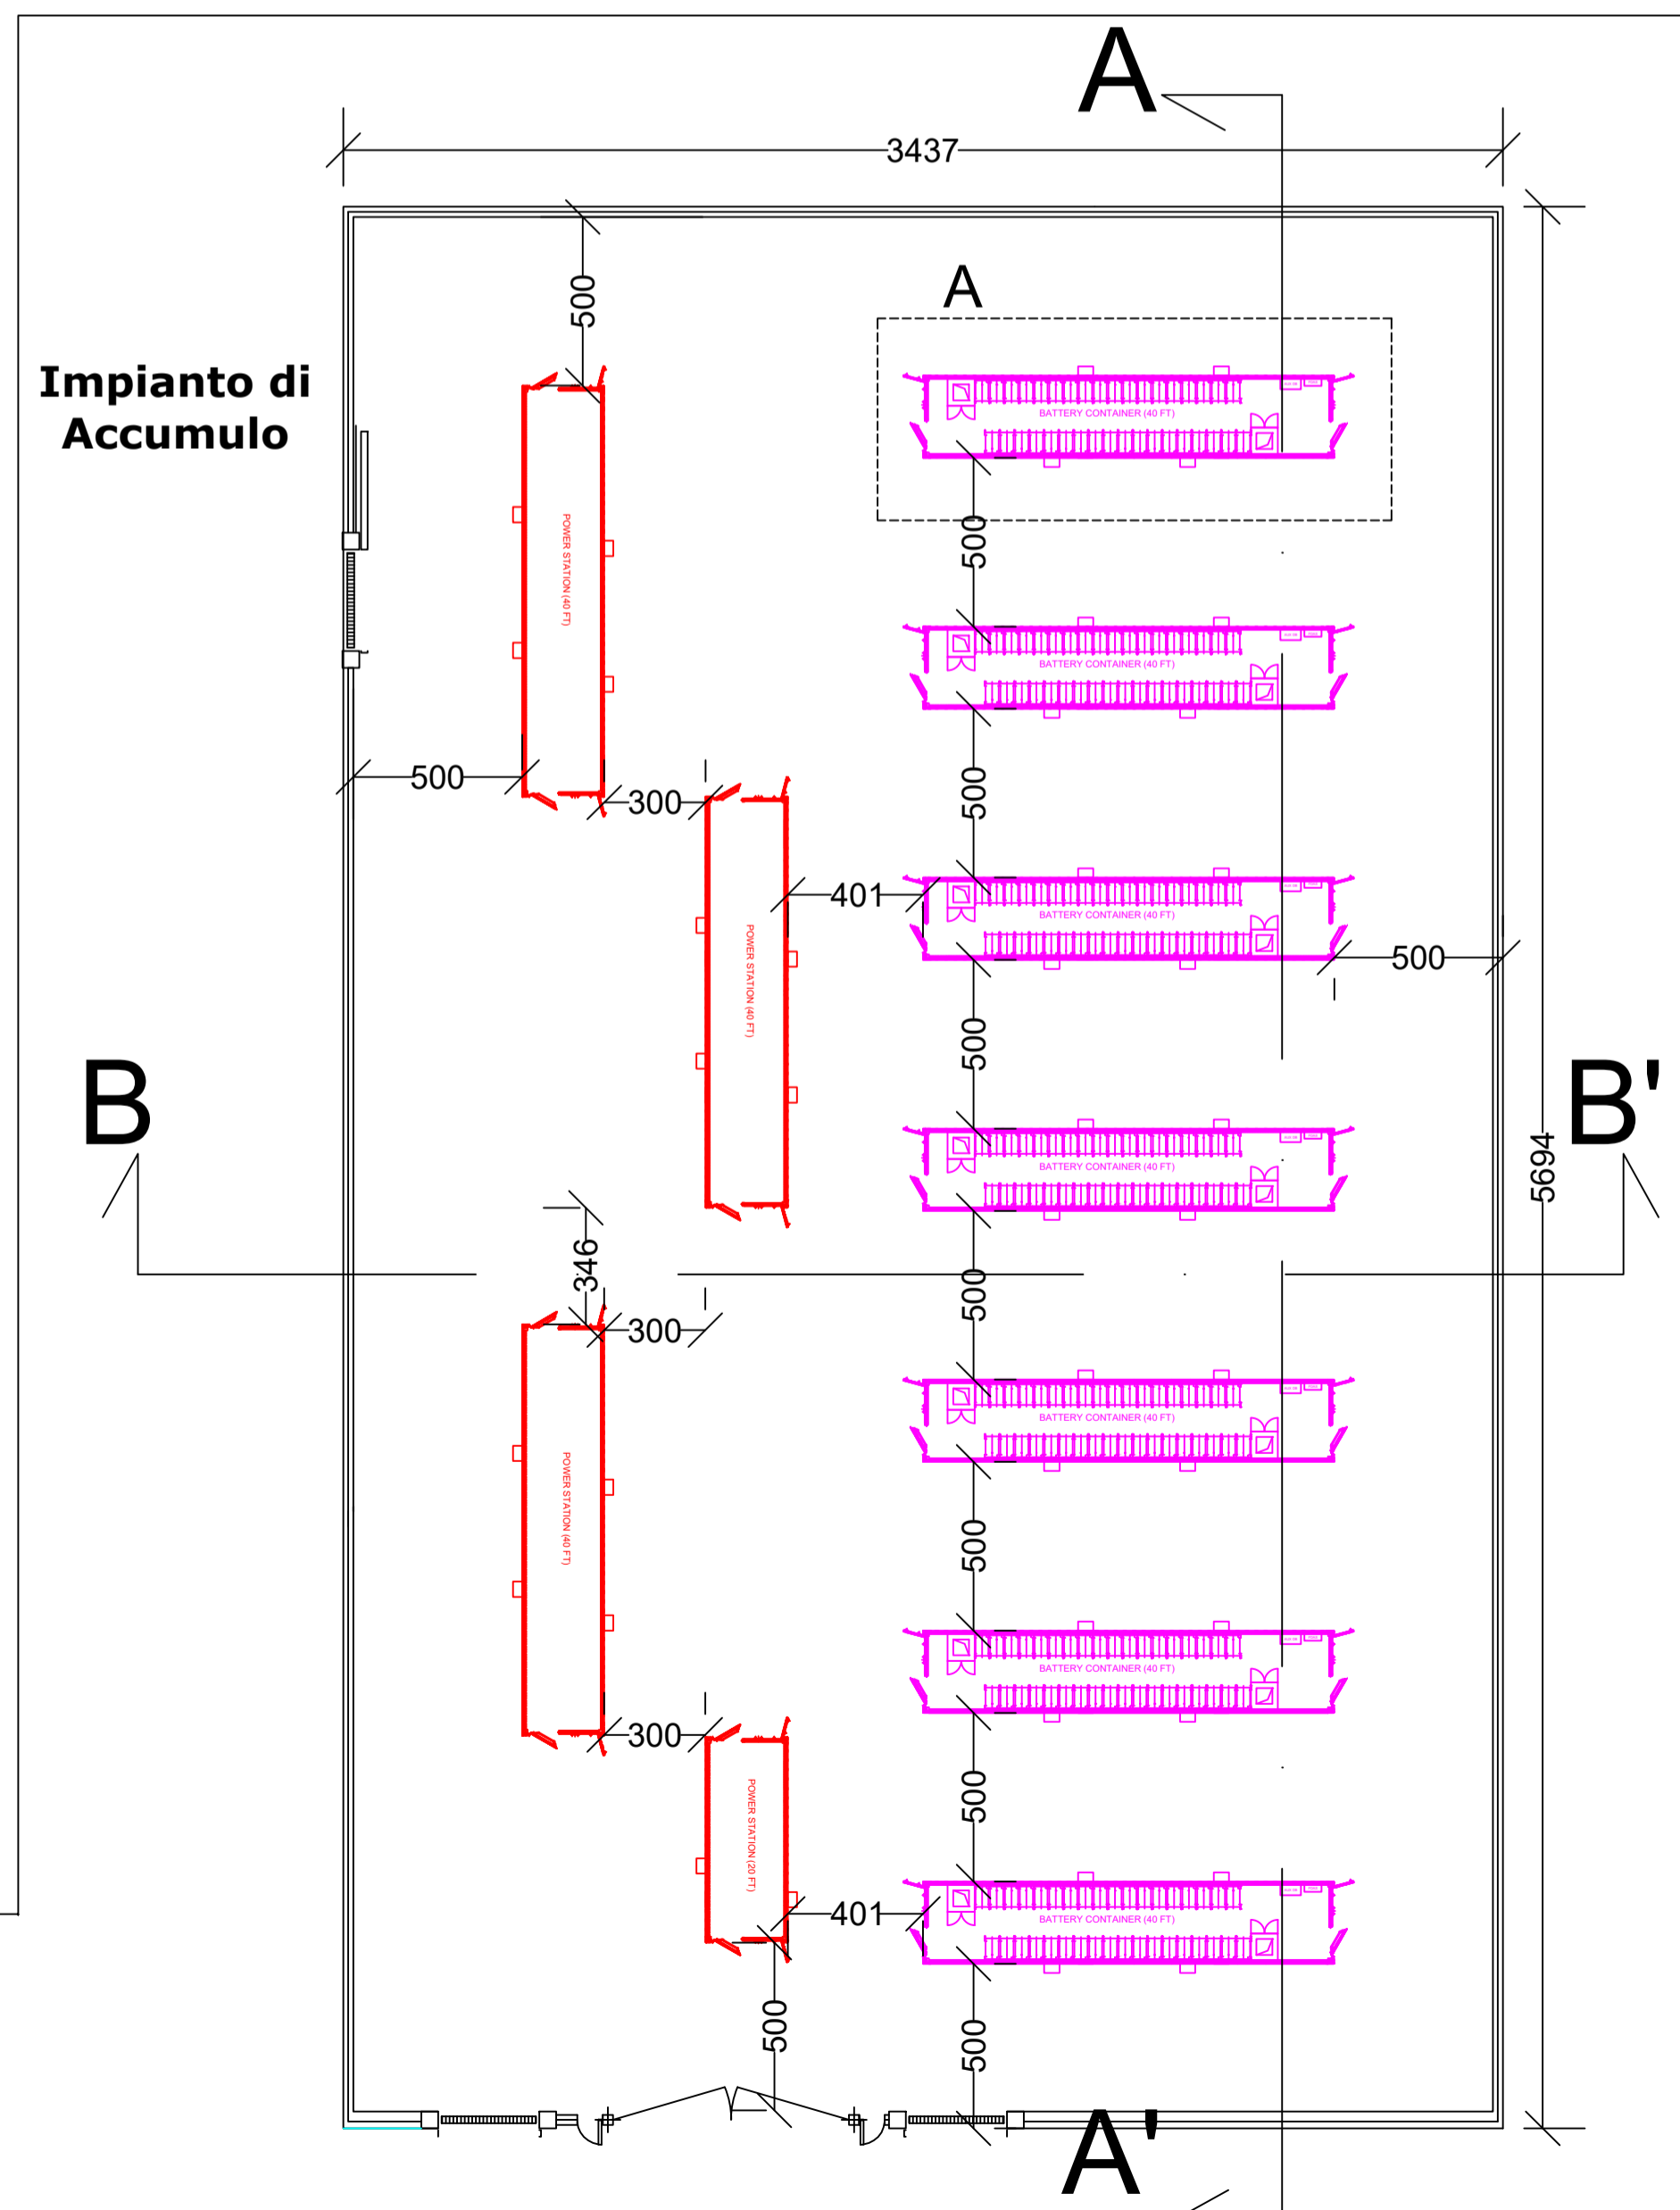 A
3437
500
A
Impianto di
Accumulo
BATTERY CONTAINER (40 FT)
500
POWER STATION (40 FT)
BATTERY CONTAINER (40 FT)
500
500
300
401
BATTERY CONTAINER (40 FT)
500
POWER STATION (40 FT)
500
B
B'
5694
BATTERY CONTAINER (40 FT)
346
500
300
BATTERY CONTAINER (40 FT)
POWER STATION (40 FT)
500
BATTERY CONTAINER (40 FT)
300
500
POWER STATION (20 FT)
401
BATTERY CONTAINER (40 FT)
500
500
A'